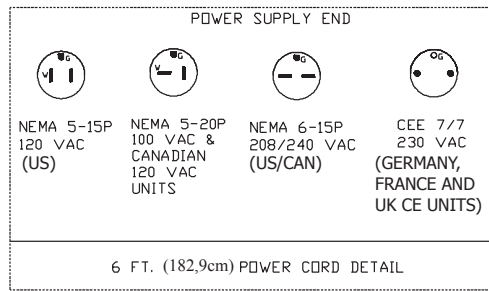 POWER SUPPLY END
G
W
G
W
G
G
NEMA 5-15P
120 VAC
(US)
NEMA 5-20P
100 VAC &
CANADIAN
120 VAC
UNITS
NEMA 6-15P
208/240 VAC
(US/CAN)
CEE 7/7
230 VAC
(GERMANY,
FRANCE AND
UK CE UNITS)
6 FT. (182,9cm) POWER CORD DETAIL